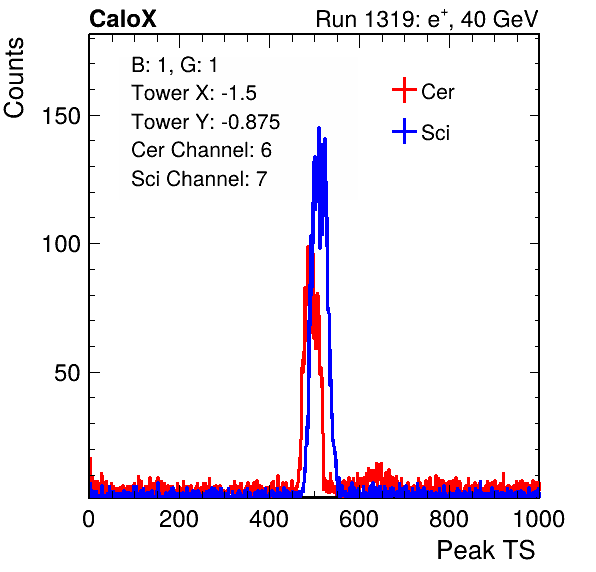 CaloX Run 1319: e⁺, 40 GeV
Counts
B: 1, G: 1
Tower X: -1.5
Tower Y: -0.875
Cer Channel: 6
Sci Channel: 7
Cer
Sci
150
100
50
0 200 400 600 800 1000
Peak TS